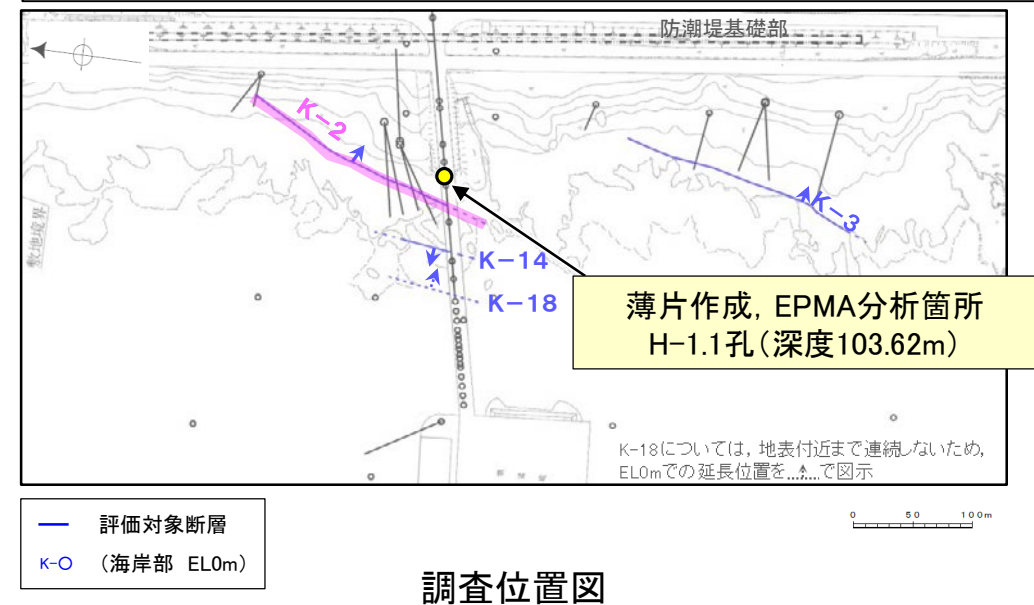 防潮堤基礎部
K-2
K-3
敷地境界
K-14
K-18
薄片作成, EPMA分析箇所
H-1.1孔(深度103.62m)
K-18については, 地表付近まで連続しないため,
EL0mでの延長位置を で図示
評価対象断層
K-○ (海岸部 EL0m)
0 50 100m
調査位置図